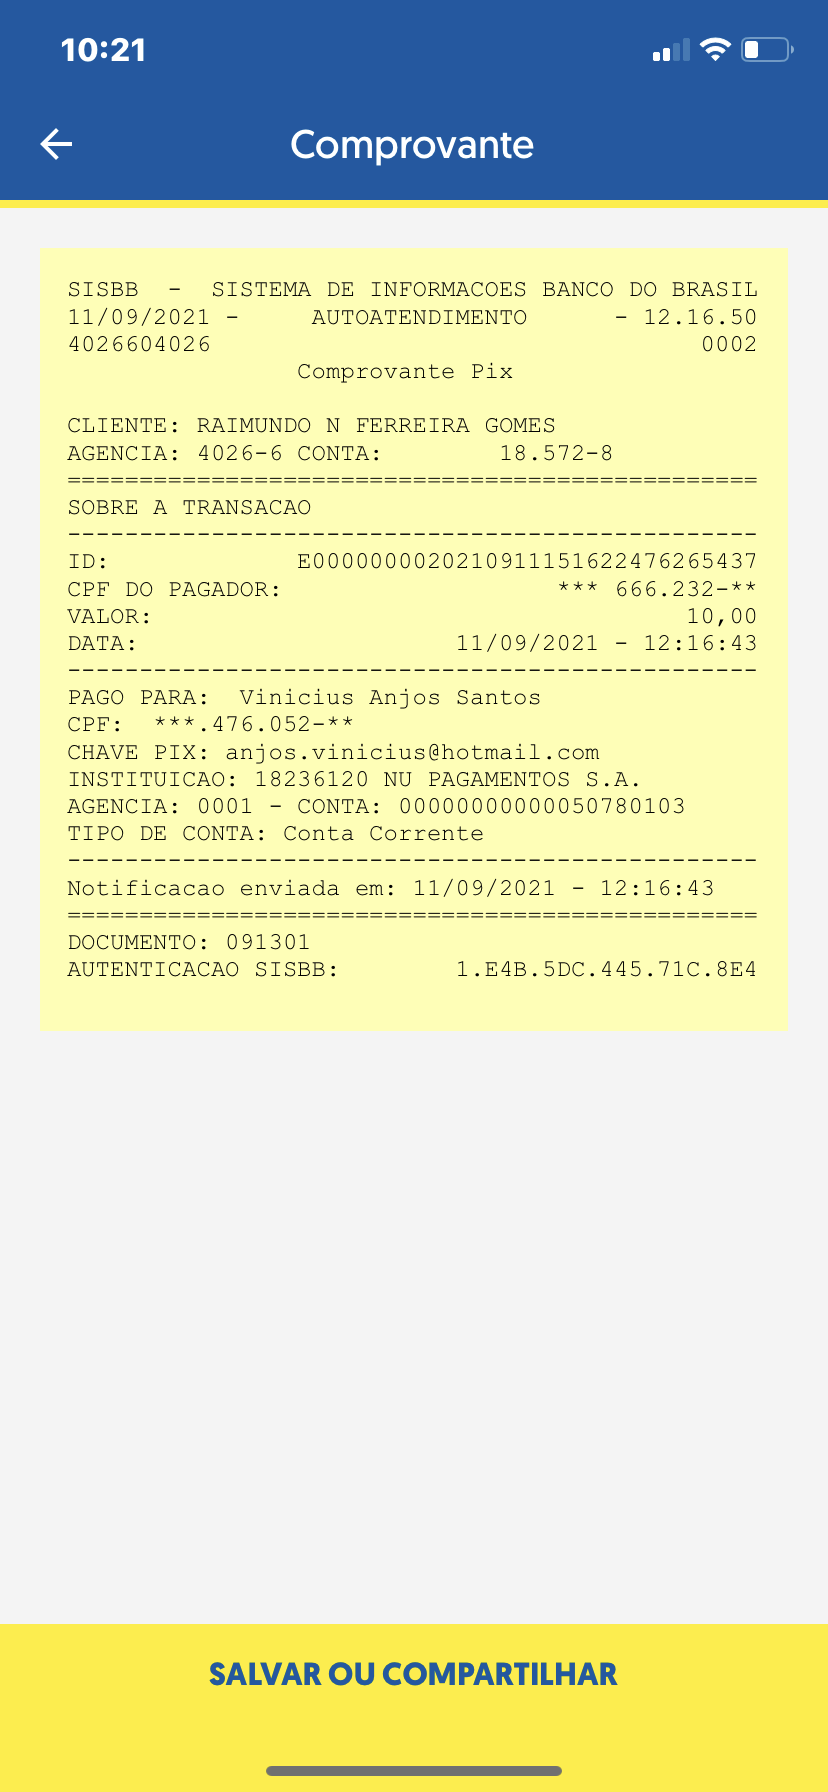 10:21
Comprovante
SISBB - SISTEMA DE INFORMACOES BANCO DO BRASIL
11/09/2021 - AUTOATENDIMENTO - 12.16.50
4026604026 0002
Comprovante Pix
CLIENTE: RAIMUNDO N FERREIRA GOMES
AGENCIA: 4026-6 CONTA: 18.572-8
================================================
SOBRE A TRANSACAO
------------------------------------------------
ID: E00000000202109111151622476265437
CPF DO PAGADOR: *** 666.232-**
VALOR: 10,00
DATA: 11/09/2021 - 12:16:43
------------------------------------------------
PAGO PARA: Vinicius Anjos Santos
CPF: ***.476.052-**
CHAVE PIX: anjos.vinicius@hotmail.com
INSTITUICAO: 18236120 NU PAGAMENTOS S.A.
AGENCIA: 0001 - CONTA: 00000000000050780103
TIPO DE CONTA: Conta Corrente
------------------------------------------------
Notificacao enviada em: 11/09/2021 - 12:16:43
================================================
DOCUMENTO: 091301
AUTENTICACAO SISBB: 1.E4B.5DC.445.71C.8E4
SALVAR OU COMPARTILHAR